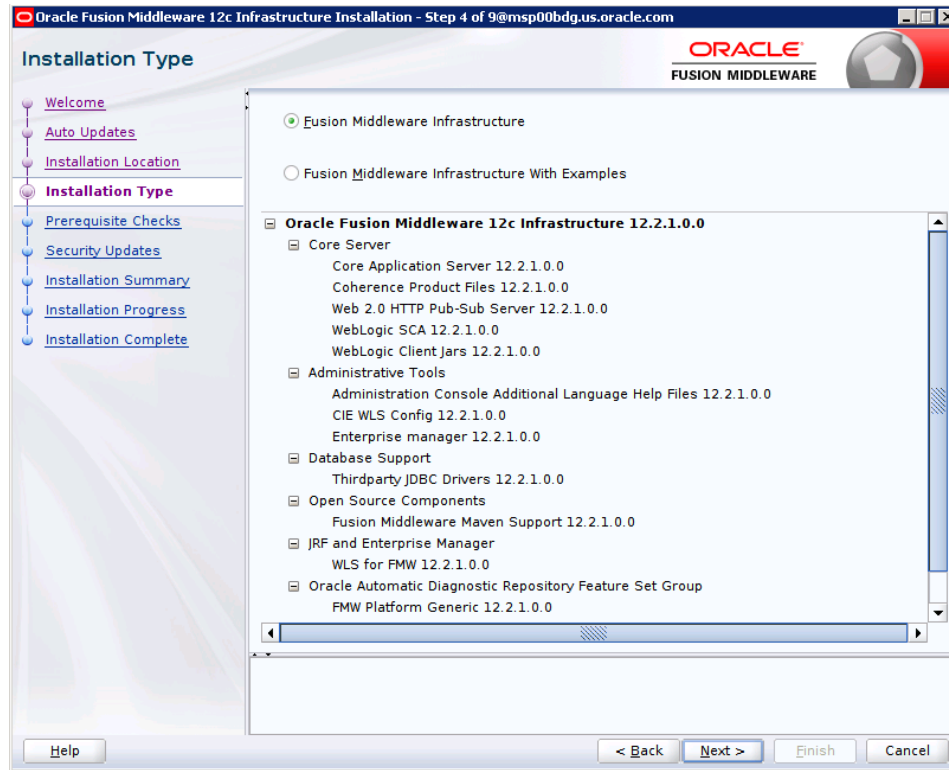 Oracle Fusion Middleware 12c Infrastructure Installation - Step 4 of 9@msp00bdg.us.oracle.com
Installation Type
ORACLE
FUSION MIDDLEWARE
Welcome
Auto Updates
Installation Location
Installation Type
Prerequisite Checks
Security Updates
Installation Summary
Installation Progress
Installation Complete
Fusion Middleware Infrastructure
Fusion Middleware Infrastructure With Examples
Oracle Fusion Middleware 12c Infrastructure 12.2.1.0.0
Core Server
Core Application Server 12.2.1.0.0
Coherence Product Files 12.2.1.0.0
Web 2.0 HTTP Pub-Sub Server 12.2.1.0.0
WebLogic SCA 12.2.1.0.0
WebLogic Client Jars 12.2.1.0.0
Administrative Tools
Administration Console Additional Language Help Files 12.2.1.0.0
CIE WLS Config 12.2.1.0.0
Enterprise manager 12.2.1.0.0
Database Support
Thirdparty JDBC Drivers 12.2.1.0.0
Open Source Components
Fusion Middleware Maven Support 12.2.1.0.0
JRF and Enterprise Manager
WLS for FMW 12.2.1.0.0
Oracle Automatic Diagnostic Repository Feature Set Group
FMW Platform Generic 12.2.1.0.0
Help
< Back
Next >
Finish
Cancel